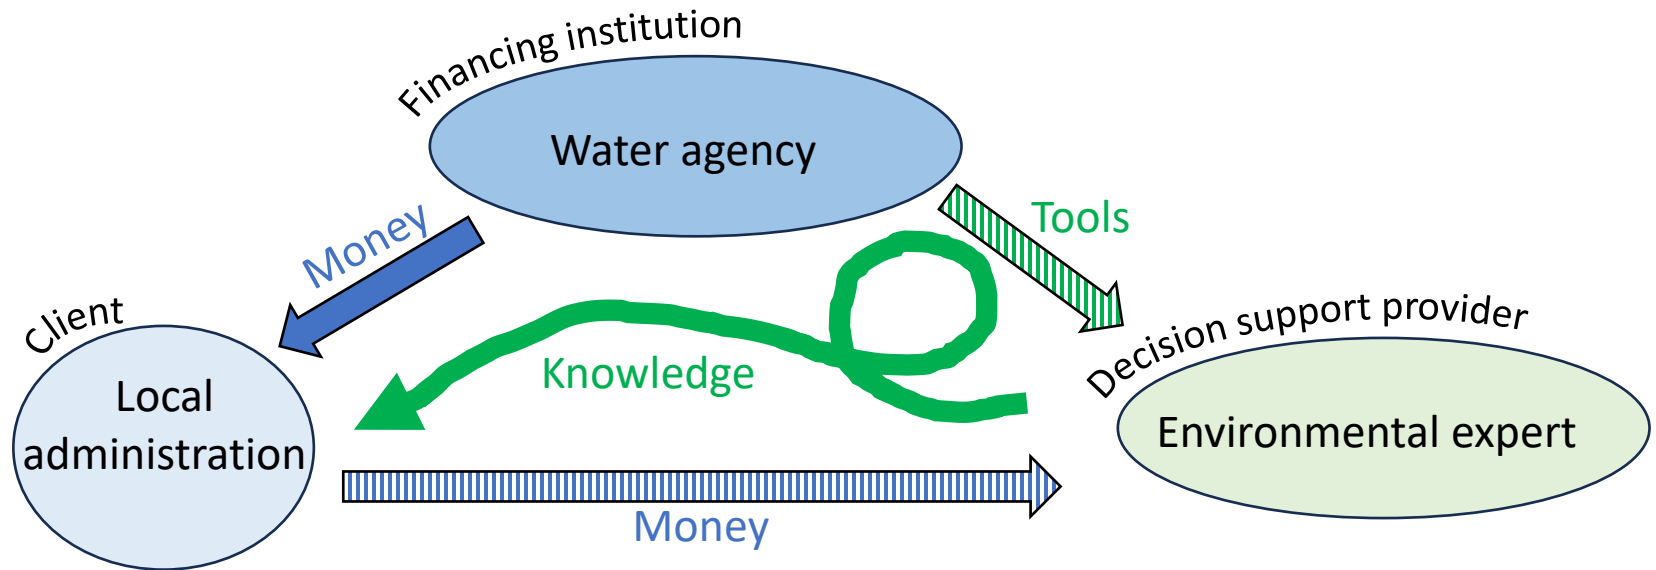 Financing institution
Water agency
Money
Tools
Client
Decision support provider
Local
administration
Knowledge
Environmental expert
Money